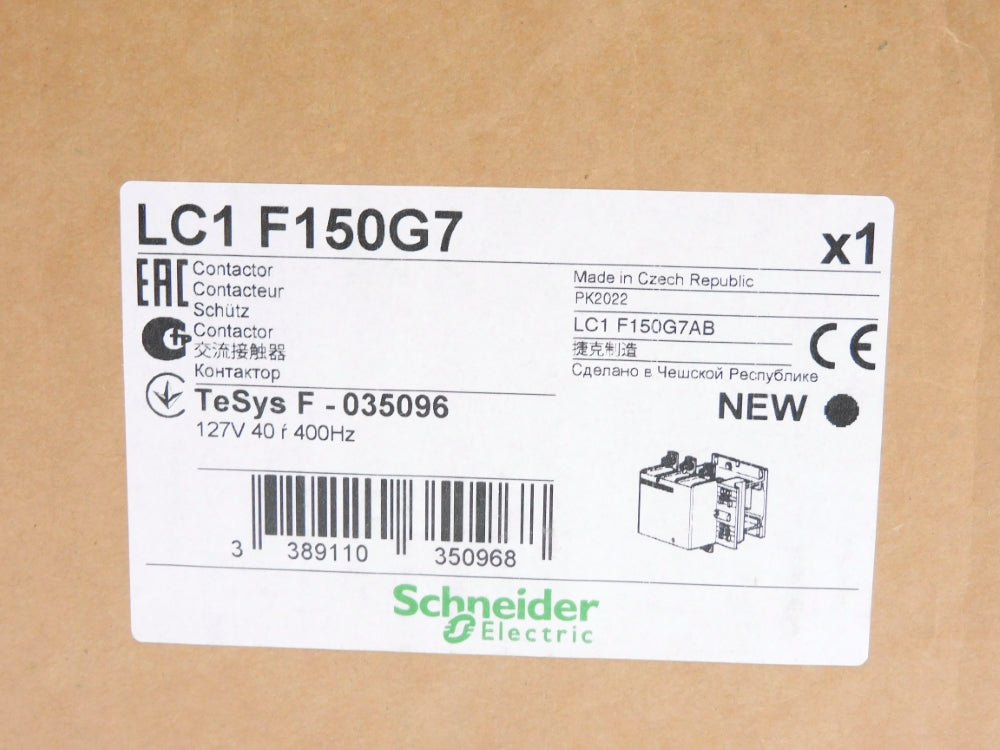 LC1 F150G7
x1
EAC
Contactor
Contacteur
Schütz
Contactor
交流接触器
Контактор
Made in Czech Republic
PK2022
LC1 F150G7AB
捷克制造
Сделано в Чешской Республике
CE
TeSys F - 035096
127V 40 ŕ 400Hz
NEW
3 389110 350968
Schneider
Electric